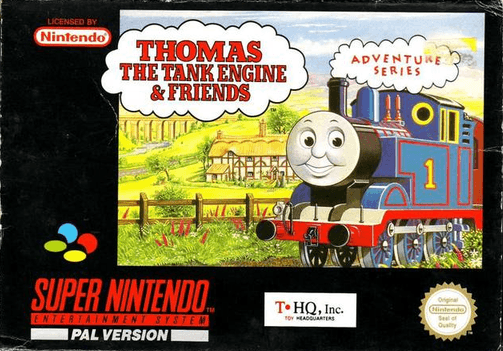 LICENSED BY
Nintendo
THOMAS
THE TANK ENGINE
& FRIENDS
ADVENTURE
SERIES
1
SUPER NINTENDO
ENTERTAINMENT SYSTEM
PAL VERSION
T•HQ, Inc.
TOY HEADQUARTERS
Original
Nintendo
Seal of
Quality